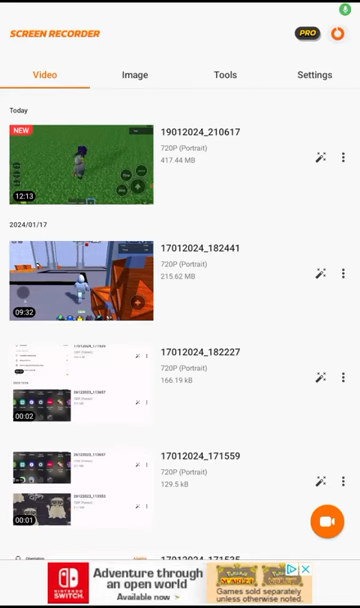 SCREEN RECORDER
PRO
Video
Image
Tools
Settings
Today
NEW
12:13
19012024_210617
720P (Portrait)
417.44 MB
2024/01/17
09:32
17012024_182441
720P (Portrait)
215.62 MB
00:02
17012024_182227
720P (Portrait)
166.19 kB
00:01
17012024_171559
720P (Portrait)
129.5 kB
17012024_171535
NINTENDO
SWITCH
Adventure through
an open world
Available now
Games sold separately
unless otherwise noted.